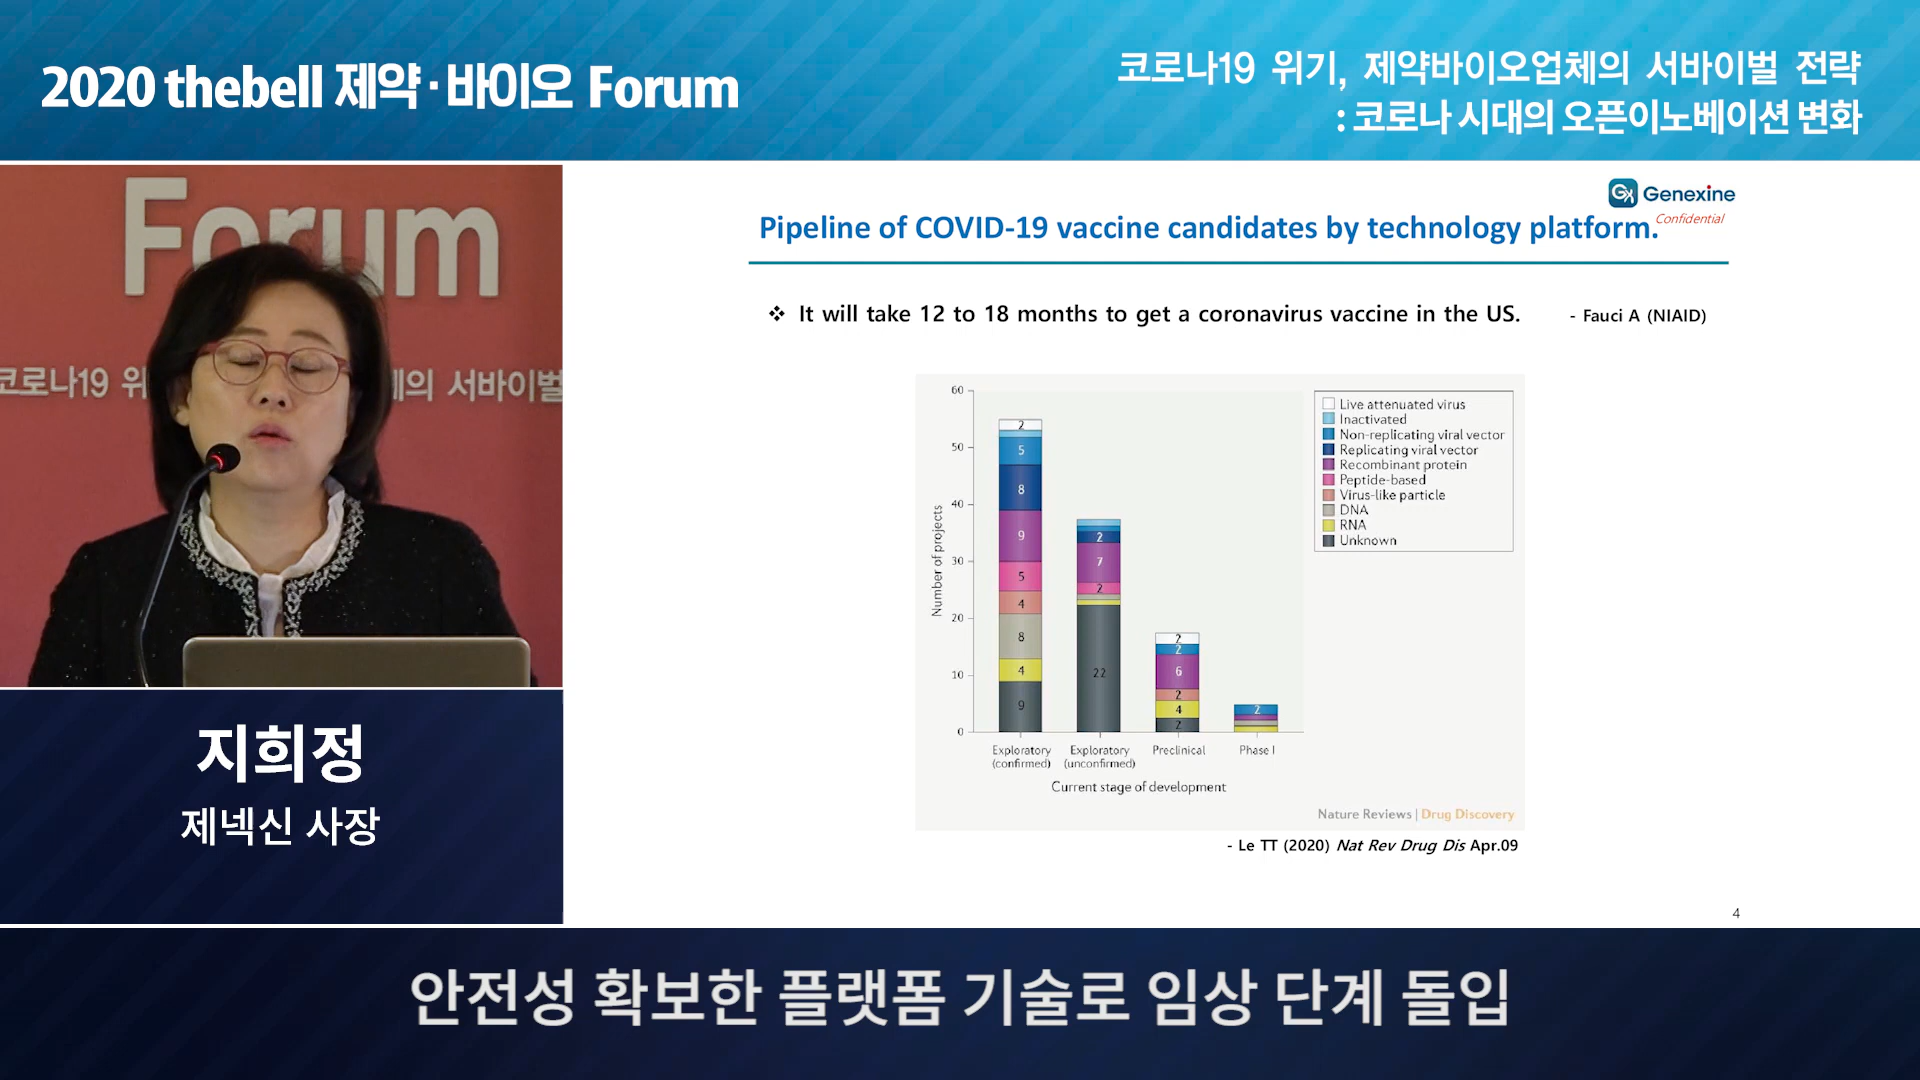 2020 thebell 제약·바이오 Forum
코로나19 위기, 제약바이오업체의 서바이벌 전략
: 코로나 시대의 오픈이노베이션 변화
Forum
코로나19 위
의 서바이벌
지희정
제넥신 사장
Genexine
Confidential
Pipeline of COVID-19 vaccine candidates by technology platform.
❖ It will take 12 to 18 months to get a coronavirus vaccine in the US. - Fauci A (NIAID)
Number of projects
60
50
40
30
20
10
0
2
5
8
9
5
4
8
4
9
2
7
2
22
2
2
6
2
4
2
2
Exploratory (confirmed)
Exploratory (unconfirmed)
Preclinical
Phase I
Current stage of development
Live attenuated virus
Inactivated
Non-replicating viral vector
Replicating viral vector
Recombinant protein
Peptide-based
Virus-like particle
DNA
RNA
Unknown
Nature Reviews | Drug Discovery
- Le TT (2020) Nat Rev Drug Dis Apr.09
4
안전성 확보한 플랫폼 기술로 임상 단계 돌입